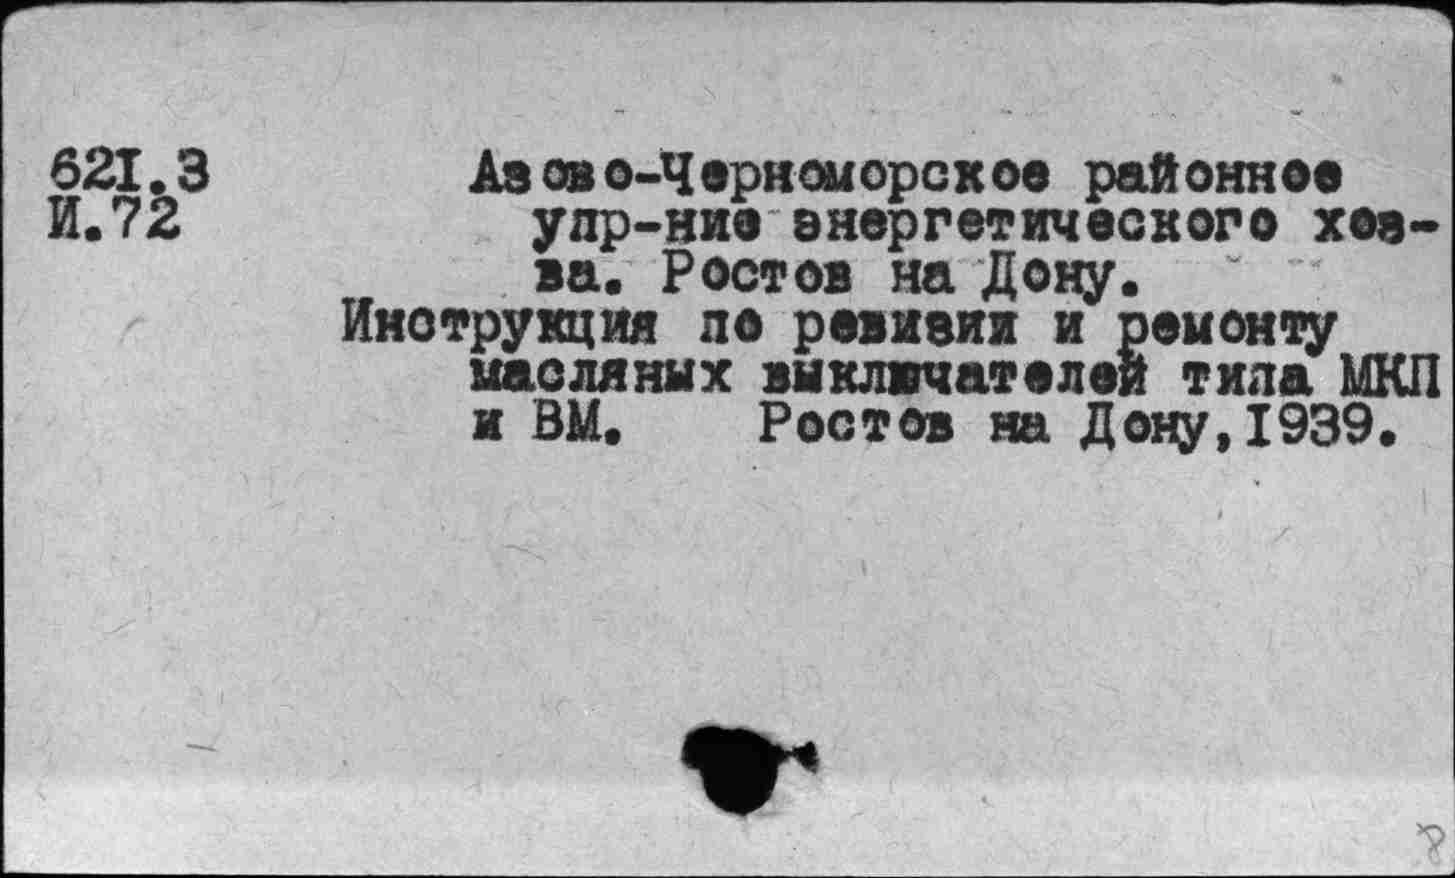 621.3 Азово-Черноморское районное
И.72 упр-ние энергетического хоз-
ва. Ростов на Дону.
Инструкция по ревизии и ремонту
масляных выключателей типа МКП
и ВМ. Ростов на Дону,1939.